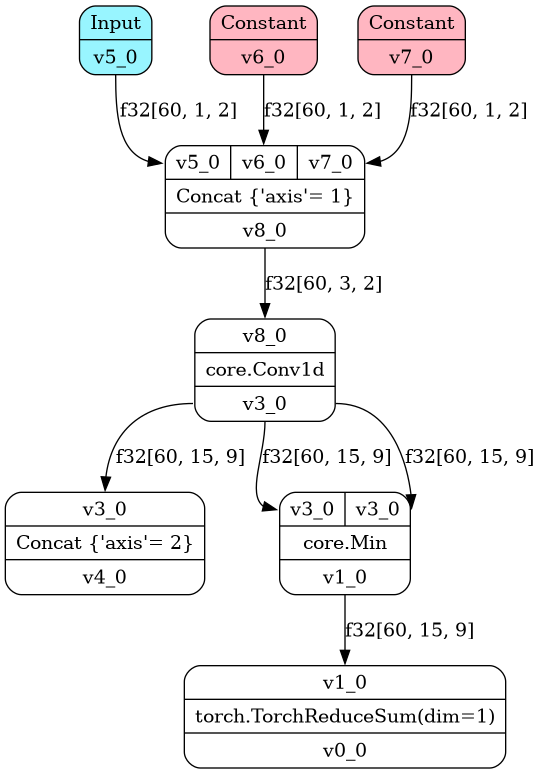 Input
v5_0
Constant
v6_0
Constant
v7_0
f32[60, 1, 2]
f32[60, 1, 2]
f32[60, 1, 2]
v5_0 v6_0 v7_0
Concat {'axis'= 1}
v8_0
f32[60, 3, 2]
v8_0
core.Conv1d
v3_0
f32[60, 15, 9]
f32[60, 15, 9]
f32[60, 15, 9]
v3_0
Concat {'axis'= 2}
v4_0
v3_0 v3_0
core.Min
v1_0
f32[60, 15, 9]
v1_0
torch.TorchReduceSum(dim=1)
v0_0